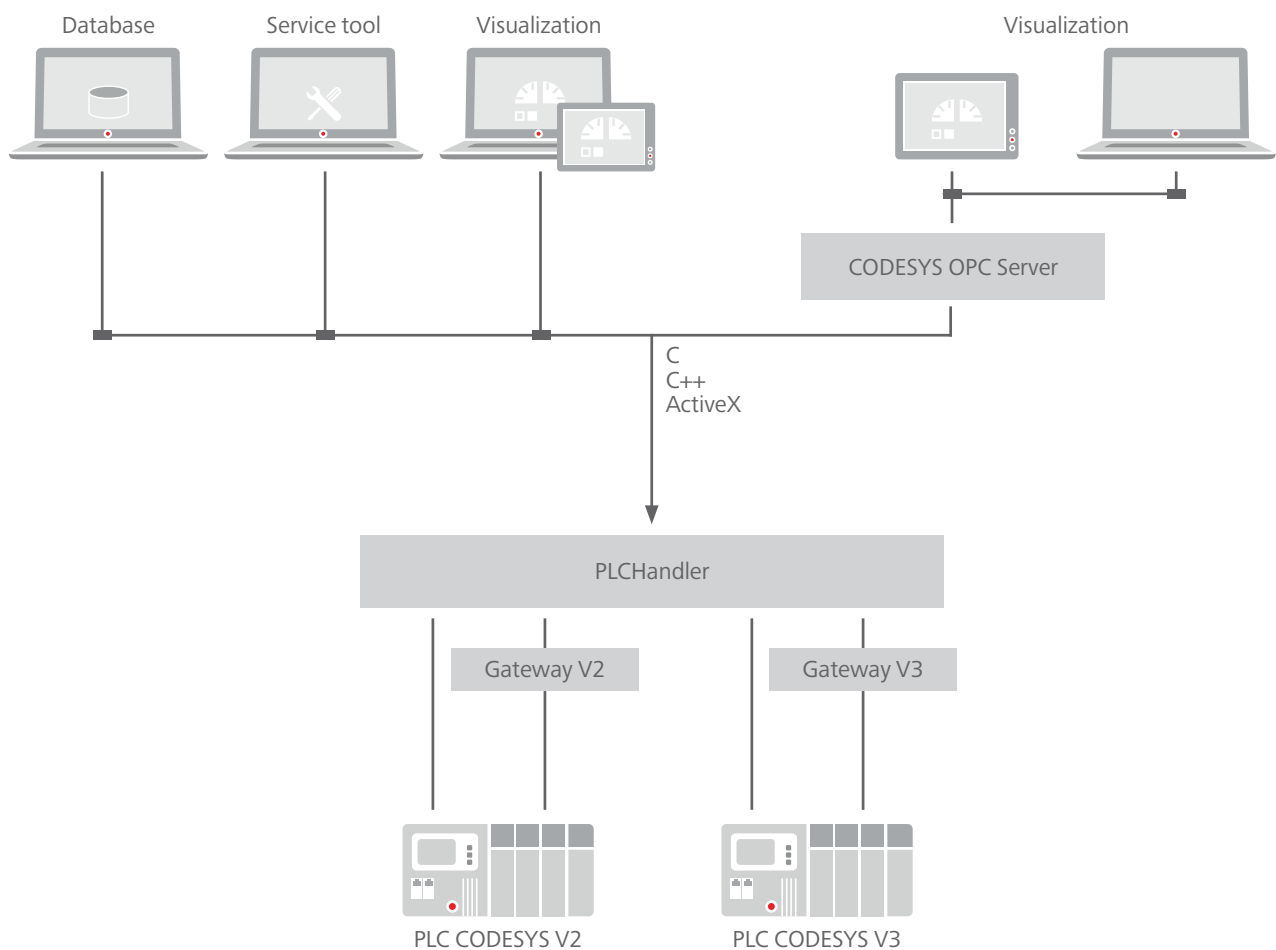 Database
Service tool
Visualization
Visualization
CODESYS OPC Server
C
C++
ActiveX
PLCHandler
Gateway V2
Gateway V3
PLC CODESYS V2
PLC CODESYS V3